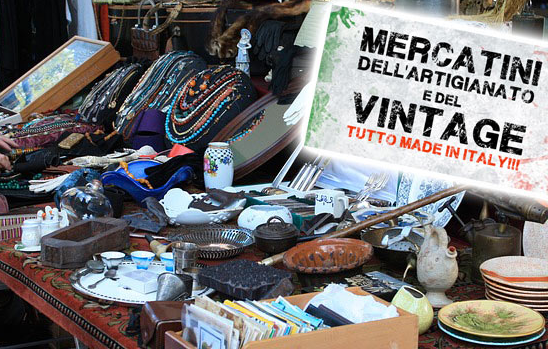 MERCATINI
DELL'ARTIGIANATO
E DEL
VINTAGE
TUTTO MADE IN ITALY!!!